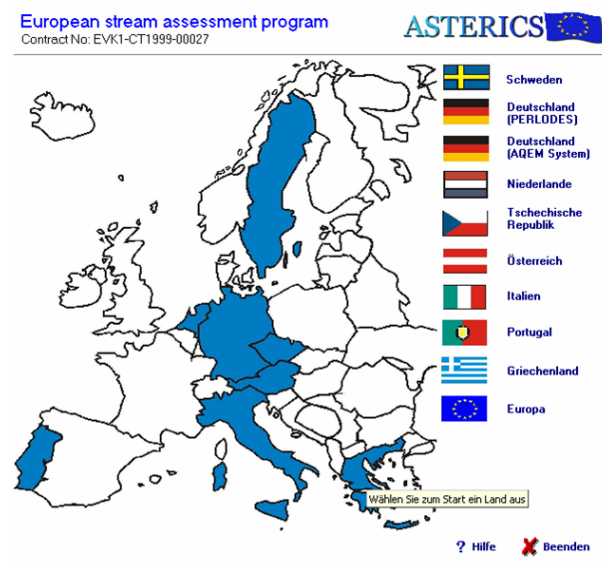 European stream assessment program
Contract No: EVK1-CT1999-00027
ASTERICS
Schweden
Deutschland
(PERLODES)
Deutschland
(AQEM System)
Niederlande
Tschechische
Republik
Österreich
Italien
Portugal
Griechenland
Europa
Wählen Sie zum Start ein Land aus
? Hilfe
Beenden